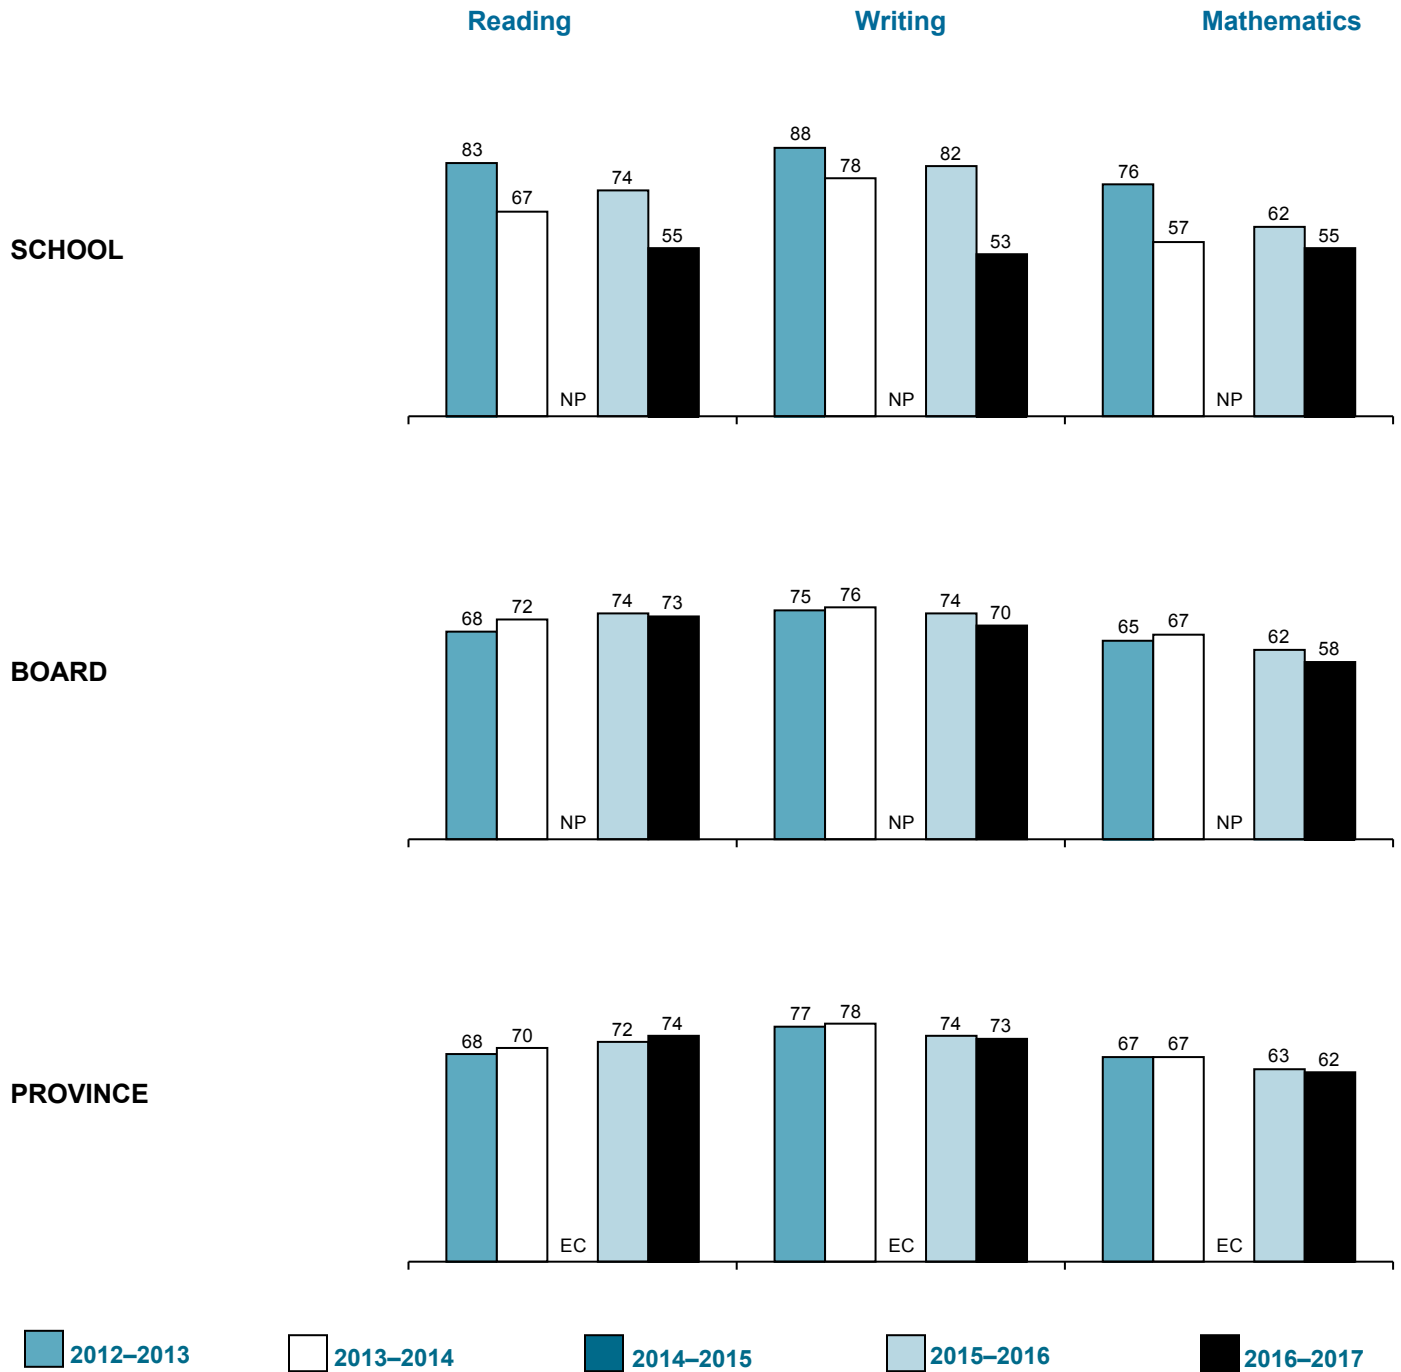 Reading Writing Mathematics
SCHOOL
83 67 NP 74 55 88 78 NP 82 53 76 57 NP 62 55
BOARD
68 72 NP 74 73 75 76 NP 74 70 65 67 NP 62 58
PROVINCE
68 70 EC 72 74 77 78 EC 74 73 67 67 EC 63 62
2012–2013 2013–2014 2014–2015 2015–2016 2016–2017